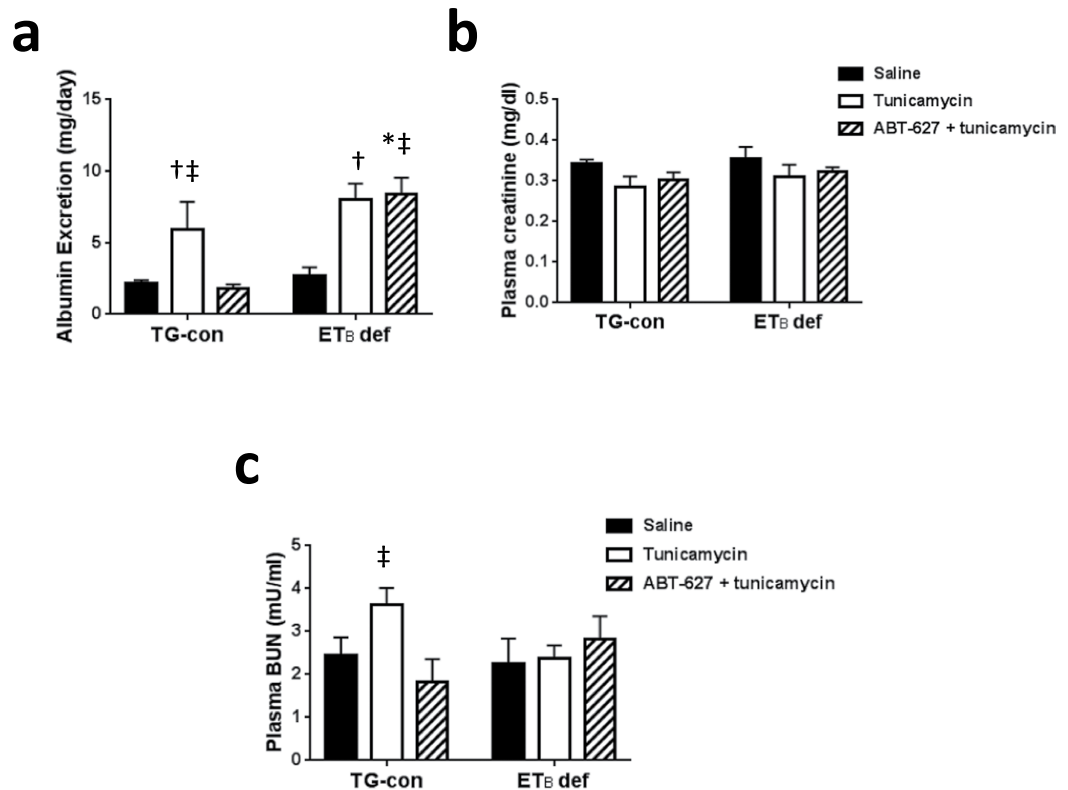 a
Albumin Excretion (mg/day)
15
10
5
0
†‡
†
*‡
TG-con
ETB def
b
Plasma creatinine (mg/dl)
0.5
0.4
0.3
0.2
0.1
0.0
TG-con
ETB def
Saline
Tunicamycin
ABT-627 + tunicamycin
c
Plasma BUN (mU/ml)
5
4
3
2
1
0
‡
TG-con
ETB def
Saline
Tunicamycin
ABT-627 + tunicamycin